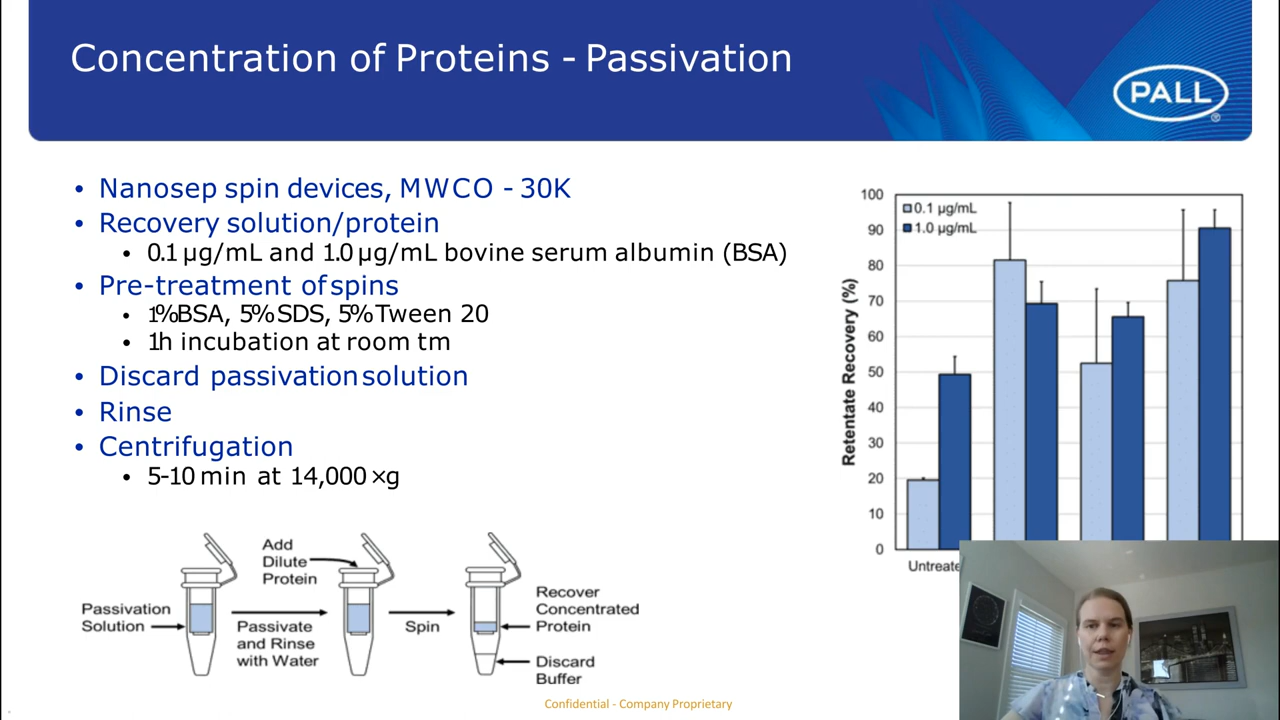 Concentration of Proteins - Passivation
PALL
®
• Nanosep spin devices, MWCO - 30K
• Recovery solution/protein
• 0.1 µg/mL and 1.0 µg/mL bovine serum albumin (BSA)
• Pre-treatment of spins
• 1%BSA, 5% SDS, 5% Tween 20
• 1h incubation at room tm
• Discard passivation solution
• Rinse
• Centrifugation
• 5-10 min at 14,000 ×g
Passivation
Solution
Add
Dilute
Protein
Passivate
and Rinse
with Water
Spin
Recover
Concentrated
Protein
Discard
Buffer
Retentate Recovery (%)
100
90
80
70
60
50
40
30
20
10
0
0.1 µg/mL
1.0 µg/mL
Untreate
Confidential - Company Proprietary